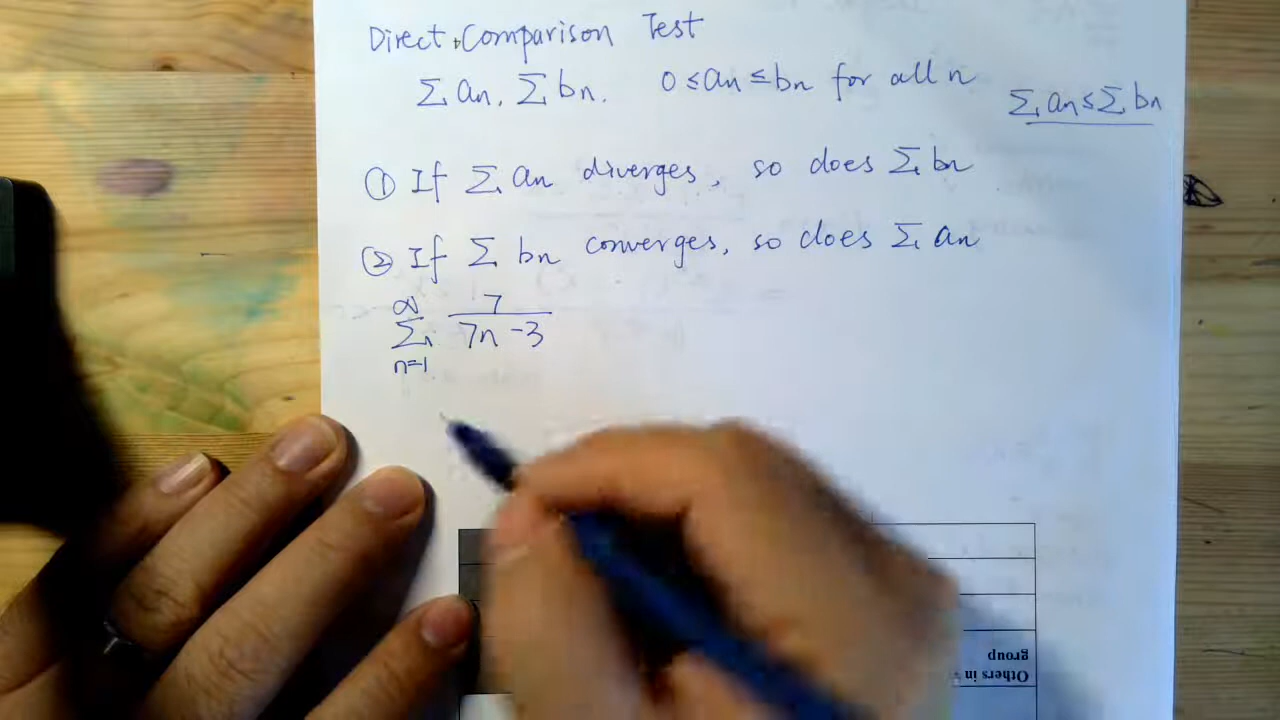 Direct Comparison Test
Σ an, Σ bn. 0 ≤ an ≤ bn for all n
Σ an ≤ Σ bn
① If Σ an diverges, so does Σ bn
② If Σ bn converges, so does Σ an
∞ 7
Σ 7n - 3
n=1
Others in
group